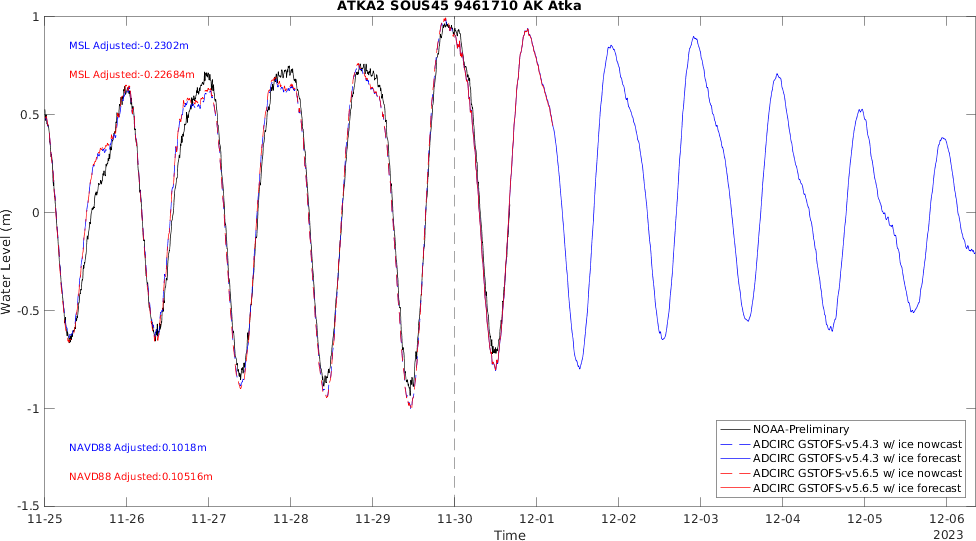 ATKA2 SOUS45 9461710 AK Atka
MSL Adjusted:-0.2302m
MSL Adjusted:-0.22684m
NAVD88 Adjusted:0.1018m
NAVD88 Adjusted:0.10516m
Water Level (m)
1
0.5
0
-0.5
-1
-1.5
NOAA-Preliminary
ADCIRC GSTOFS-v5.4.3 w/ ice nowcast
ADCIRC GSTOFS-v5.4.3 w/ ice forecast
ADCIRC GSTOFS-v5.6.5 w/ ice nowcast
ADCIRC GSTOFS-v5.6.5 w/ ice forecast
11-25 11-26 11-27 11-28 11-29 11-30 12-01 12-02 12-03 12-04 12-05 12-06
Time 2023